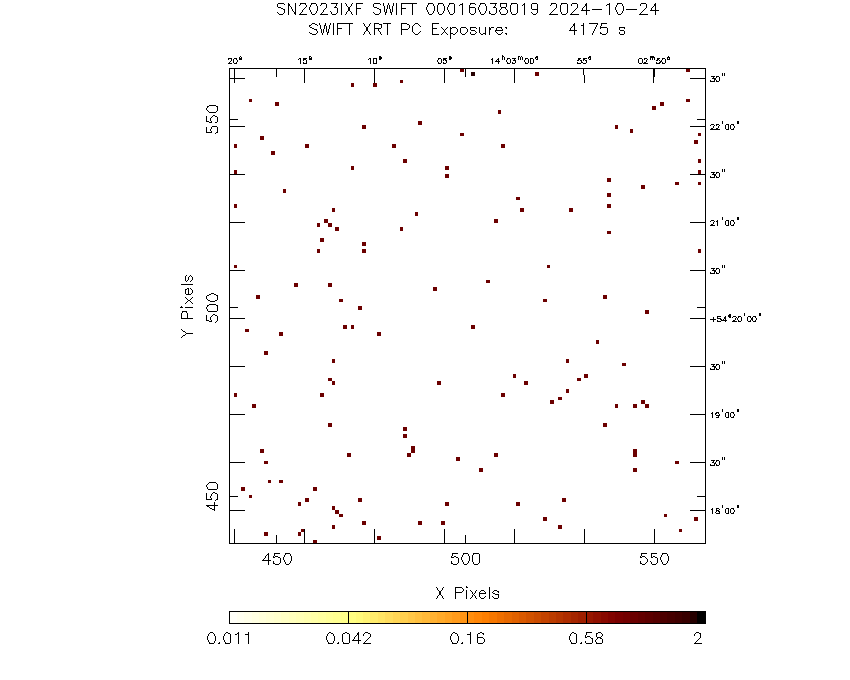 SN2023IXF SWIFT 00016038019 2024-10-24
SWIFT XRT PC Exposure: 4175 s
20ˢ 15ˢ 10ˢ 05ˢ 14ʰ03ᵐ00ˢ 55ˢ 02ᵐ50ˢ
30"
550
22'00"
30"
21'00"
30"
Y Pixels
500
+54°20'00"
30"
19'00"
30"
450
18'00"
450 500 550
X Pixels
0.011 0.042 0.16 0.58 2